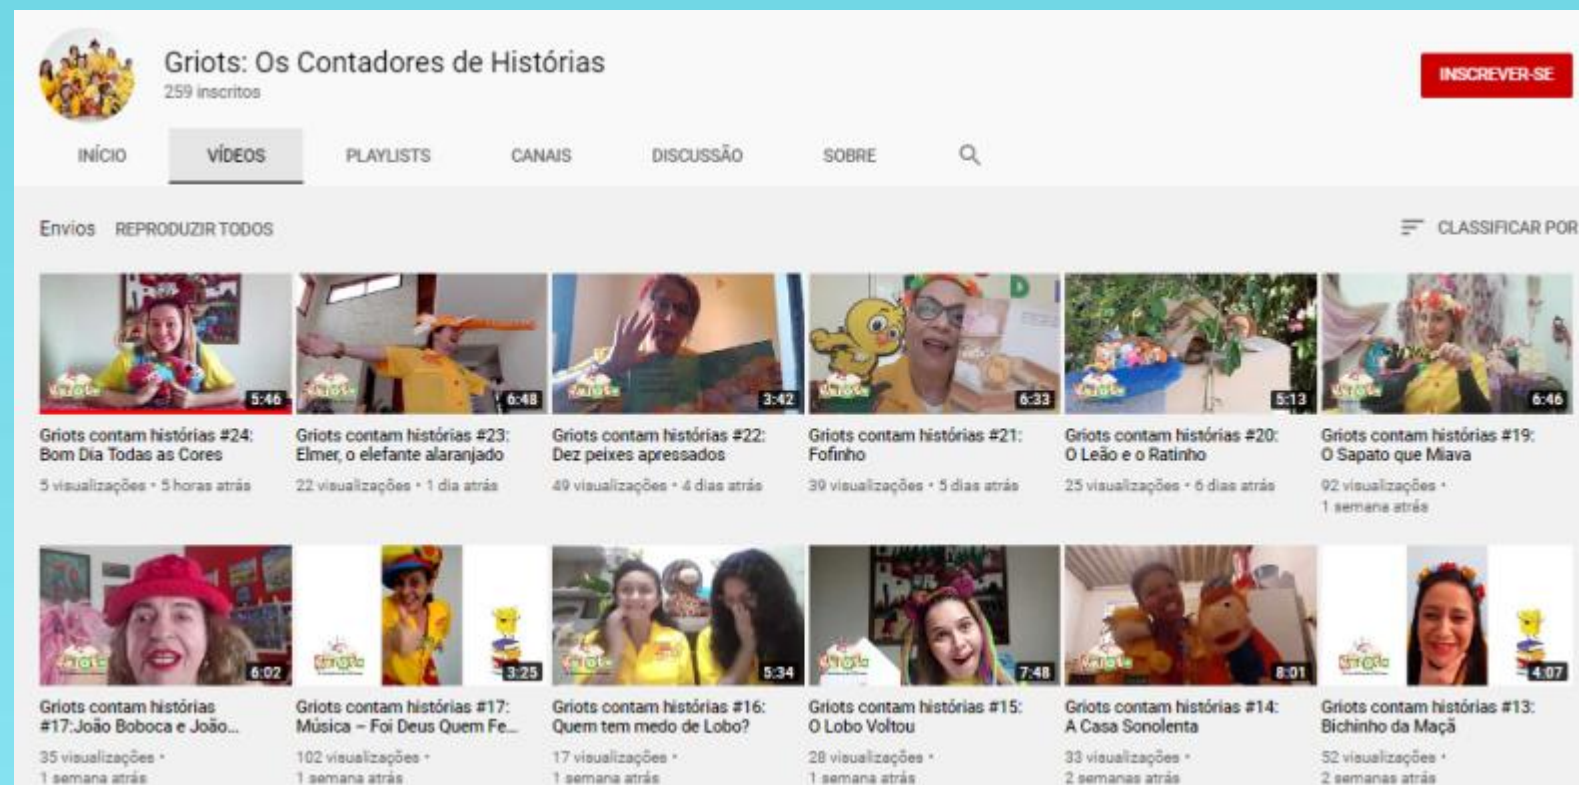 Griots: Os Contadores de Histórias
259 inscritos
INSCREVER-SE
INÍCIO VÍDEOS PLAYLISTS CANAIS DISCUSSÃO SOBRE
Envios REPRODUZIR TODOS CLASSIFICAR POR
5:46 6:48 3:42 6:33 5:13 6:46
Griots contam histórias #24:
Bom Dia Todas as Cores
5 visualizações • 5 horas atrás
Griots contam histórias #23:
Elmer, o elefante alaranjado
22 visualizações • 1 dia atrás
Griots contam histórias #22:
Dez peixes apressados
49 visualizações • 4 dias atrás
Griots contam histórias #21:
Fofinho
39 visualizações • 5 dias atrás
Griots contam histórias #20:
O Leão e o Ratinho
25 visualizações • 6 dias atrás
Griots contam histórias #19:
O Sapato que Miava
92 visualizações •
1 semana atrás
6:02 3:25 5:34 7:48 8:01 4:07
Griots contam histórias
#17:João Boboca e João...
35 visualizações •
1 semana atrás
Griots contam histórias #17:
Música – Foi Deus Quem Fe...
102 visualizações •
1 semana atrás
Griots contam histórias #16:
Quem tem medo de Lobo?
17 visualizações •
1 semana atrás
Griots contam histórias #15:
O Lobo Voltou
28 visualizações •
1 semana atrás
Griots contam histórias #14:
A Casa Sonolenta
33 visualizações •
2 semanas atrás
Griots contam histórias #13:
Bichinho da Maçã
52 visualizações •
2 semanas atrás